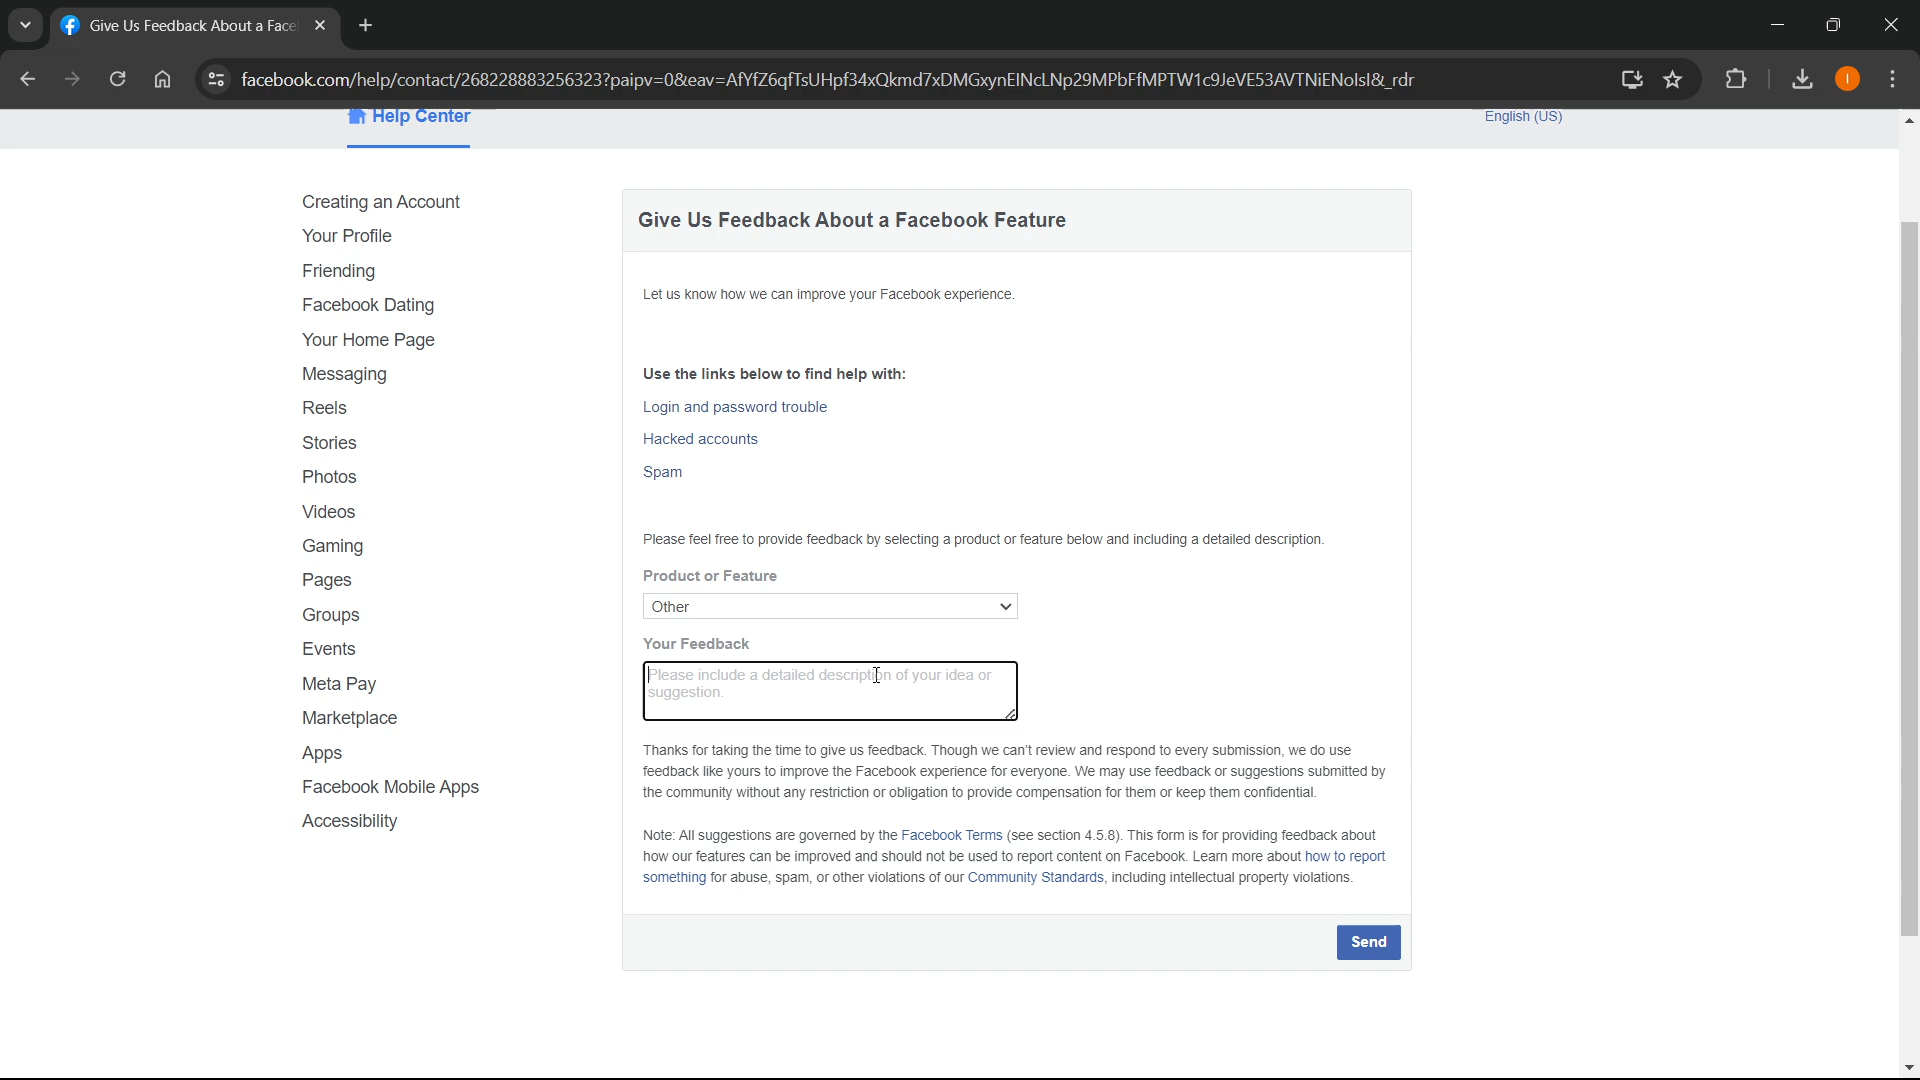 Give Us Feedback About a Face
facebook.com/help/contact/268228883256323?paipv=0&eav=AfYfZ6qfTsUHpf34xQkmd7xDMGxynEINcLNp29MPbFfMPTW1c9JeVE53AVTNiENolsI&_rdr
I
Help Center
English (US)
Creating an Account
Your Profile
Friending
Facebook Dating
Your Home Page
Messaging
Reels
Stories
Photos
Videos
Gaming
Pages
Groups
Events
Meta Pay
Marketplace
Apps
Facebook Mobile Apps
Accessibility
Give Us Feedback About a Facebook Feature
Let us know how we can improve your Facebook experience.
Use the links below to find help with:
Login and password trouble
Hacked accounts
Spam
Please feel free to provide feedback by selecting a product or feature below and including a detailed description.
Product or Feature
Other
Your Feedback
Please include a detailed description of your idea or
suggestion.
Thanks for taking the time to give us feedback. Though we can't review and respond to every submission, we do use
feedback like yours to improve the Facebook experience for everyone. We may use feedback or suggestions submitted by
the community without any restriction or obligation to provide compensation for them or keep them confidential.
Note: All suggestions are governed by the Facebook Terms (see section 4.5.8). This form is for providing feedback about
how our features can be improved and should not be used to report content on Facebook. Learn more about how to report
something for abuse, spam, or other violations of our Community Standards, including intellectual property violations.
Send